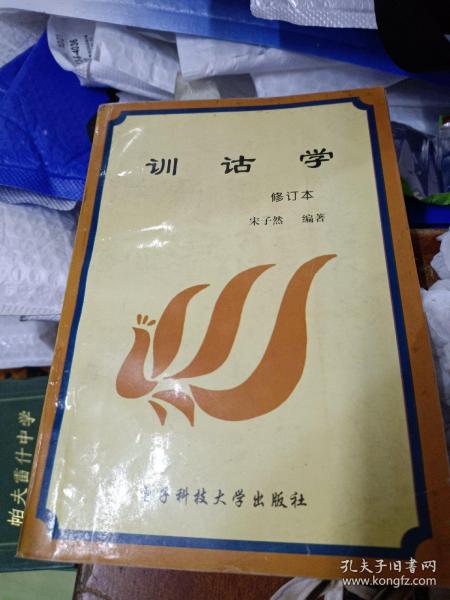 训诂学
修订本
宋子然 编著
电子科技大学出版社
帕夫雷什中学
孔夫子旧书网
www.kongfz.com